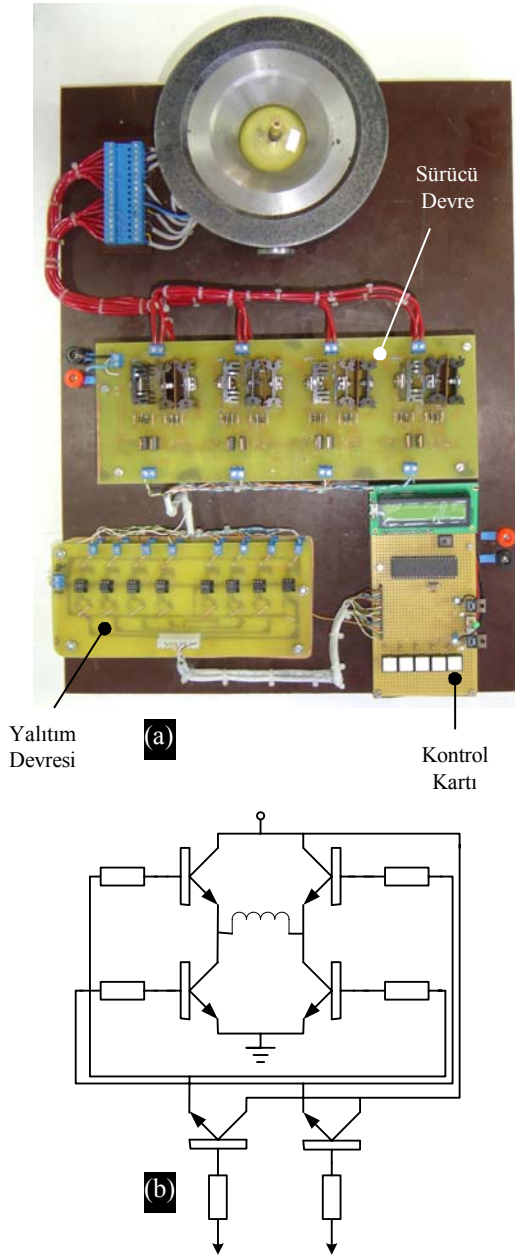 Sürücü
Devre
Yalıtım
Devresi
(a)
Kontrol
Kartı
(b)